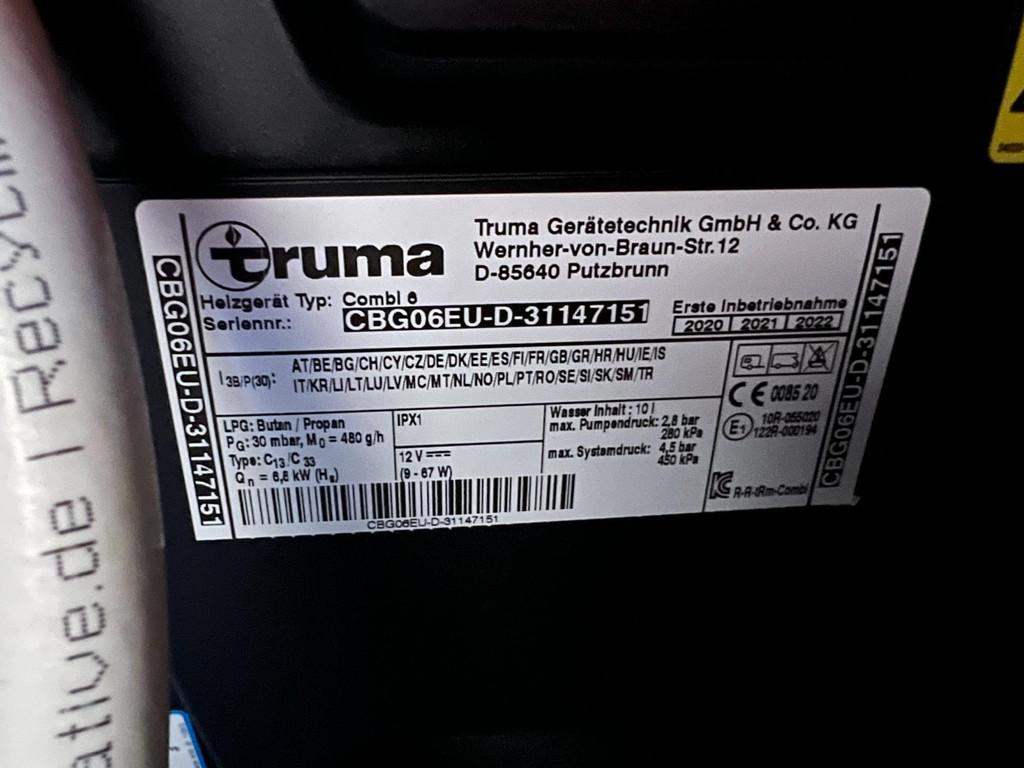 truma
Truma Gerätetechnik GmbH & Co. KG
Wernher-von-Braun-Str. 12
D-85640 Putzbrunn
Heizgerät Typ: Combi 6
Seriennr.: CBG06EU-D-31147151
Erste Inbetriebnahme
2020 2021 2022
I 3B/P(30): AT/BE/BG/CH/CY/CZ/DE/DK/EE/ES/FI/FR/GB/GR/HR/HU/IE/IS
IT/KR/LI/LT/LU/LV/MC/MT/NL/NO/PL/PT/RO/SE/SI/SK/SM/TR
LPG: Butan / Propan
PG: 30 mbar, M0 = 480 g/h
Type: C13/C33
Qn = 6,8 kW (Hs)
IPX1
12 V
(9 - 67 W)
Wasser Inhalt: 10 l
max. Pumpendruck: 2,8 bar
280 kPa
max. Systemdruck: 4,5 bar
450 kPa
CE 0085 20
E1 10R-055020
122R-000194
R-R-tRm-Combi
CBG06EU-D-31147151
CBG06EU-D-31147151
CBG06EU-D-31147151
ative.de | Recyclin